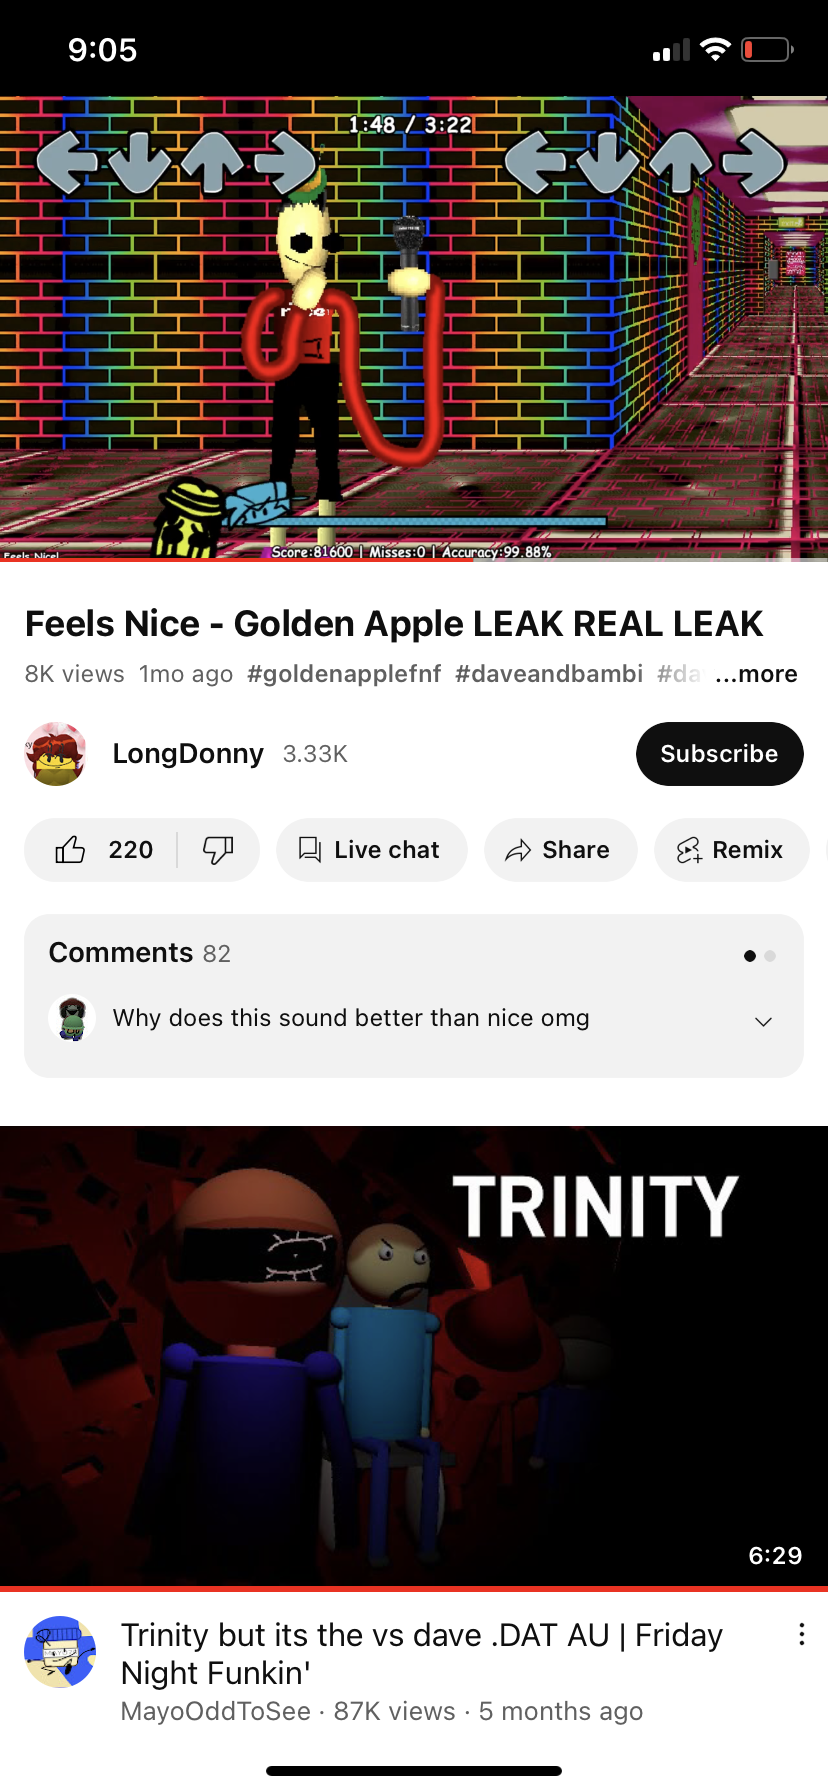 9:05
1:48 / 3:22
Feels Nice!
Score:81600 | Misses:0 | Accuracy:99.88%
Feels Nice - Golden Apple LEAK REAL LEAK
8K views 1mo ago #goldenapplefnf #daveandbambi #da ...more
LongDonny 3.33K
Subscribe
220
Live chat
Share
Remix
Comments 82
Why does this sound better than nice omg
TRINITY
6:29
Trinity but its the vs dave .DAT AU | Friday
Night Funkin'
MayoOddToSee · 87K views · 5 months ago